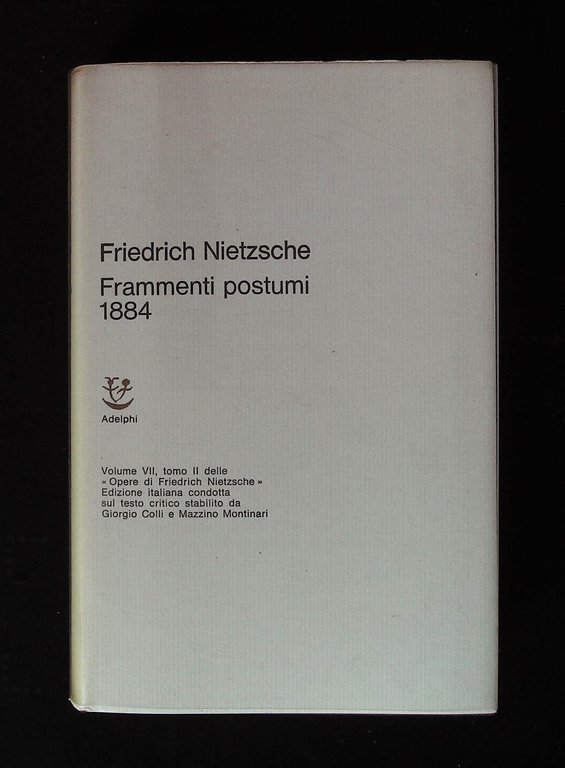 Friedrich Nietzsche
Frammenti postumi
1884
Adelphi
Volume VII, tomo II delle
« Opere di Friedrich Nietzsche »
Edizione italiana condotta
sul testo critico stabilito da
Giorgio Colli e Mazzino Montinari